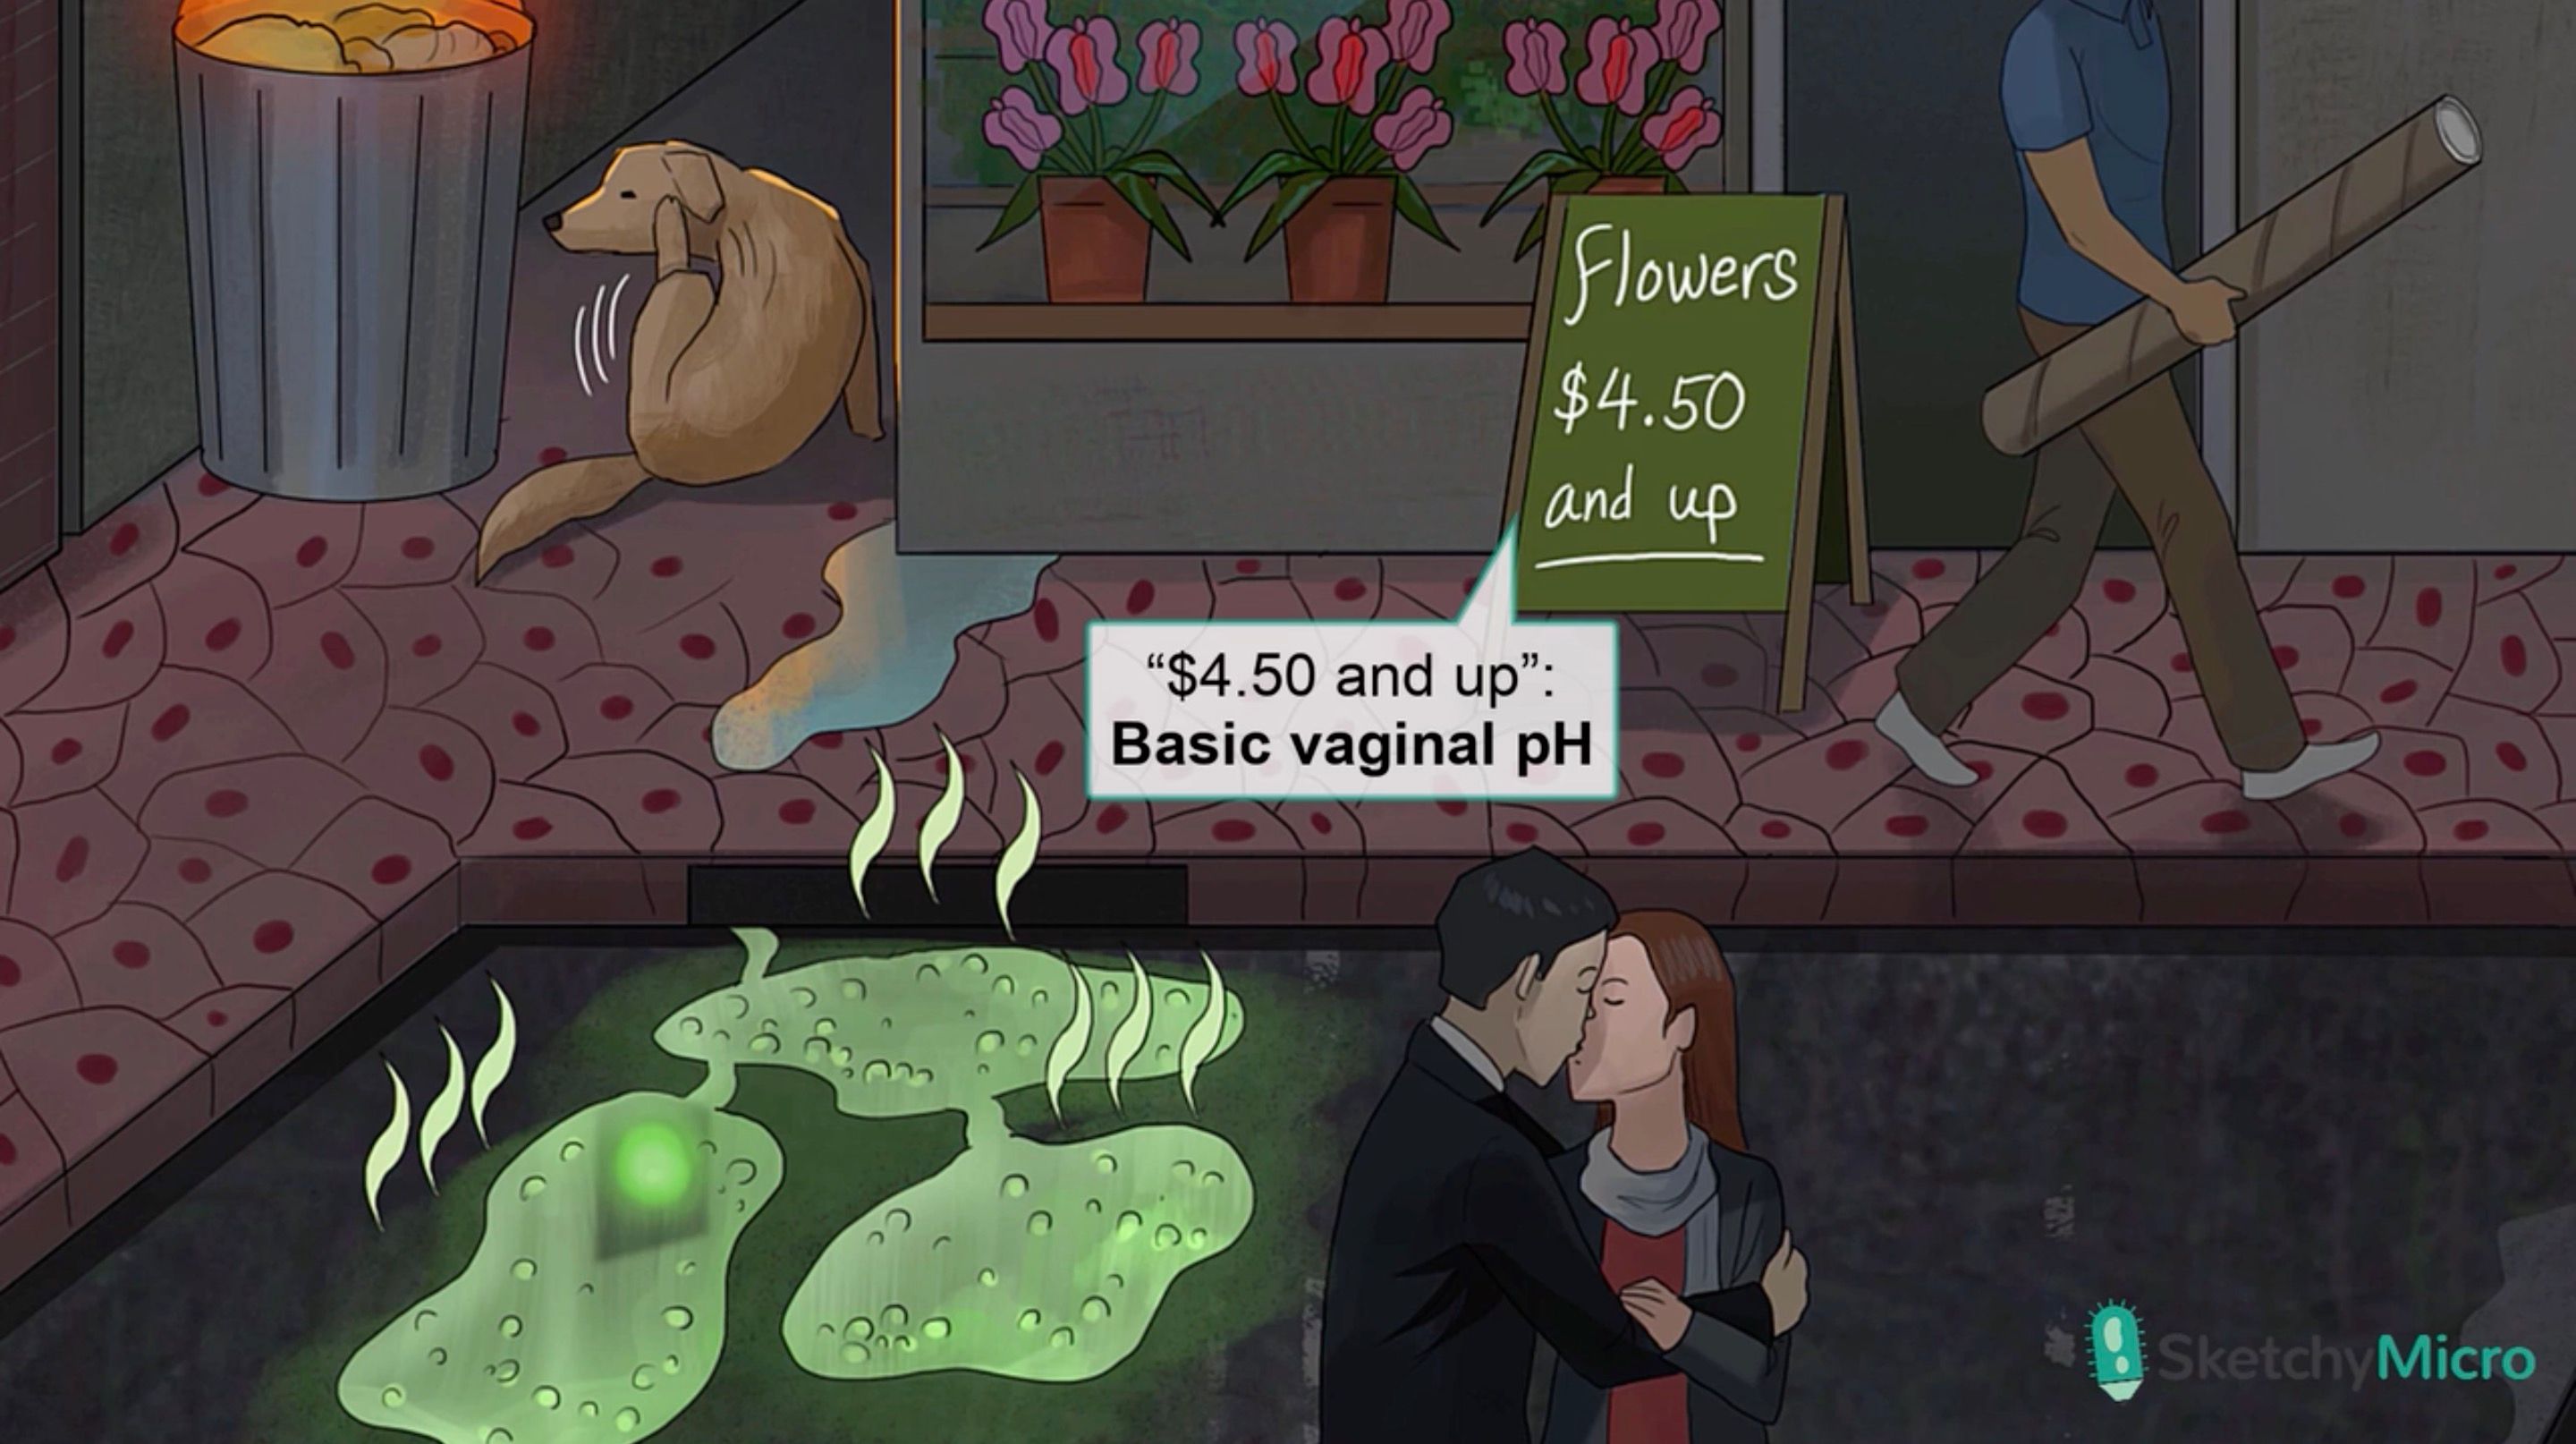 flowers
$4.50
and up
“$4.50 and up”:
Basic vaginal pH
SketchyMicro